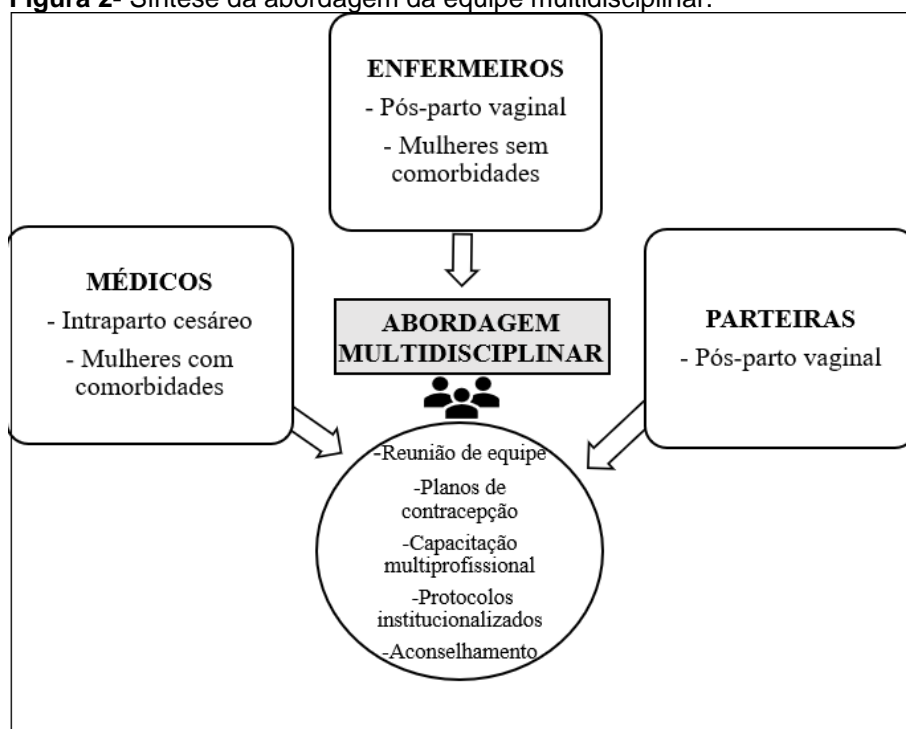 Figura 2- Síntese da abordagem da equipe multidisciplinar.
ENFERMEIROS
- Pós-parto vaginal
- Mulheres sem
comorbidades
MÉDICOS
- Intraparto cesáreo
- Mulheres com
comorbidades
ABORDAGEM
MULTIDISCIPLINAR
PARTEIRAS
- Pós-parto vaginal
-Reunião de equipe
-Planos de
contracepção
-Capacitação
multiprofissional
-Protocolos
institucionalizados
-Aconselhamento